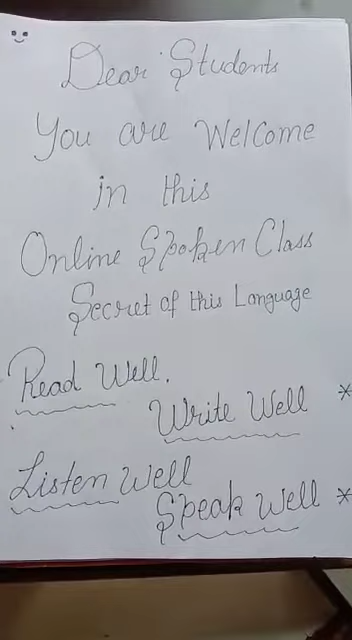 Dear Students
You are Welcome
in this
Online Spoken Class
Secret of this Language
Read Well.
Write Well *
Listen Well
Speak Well *